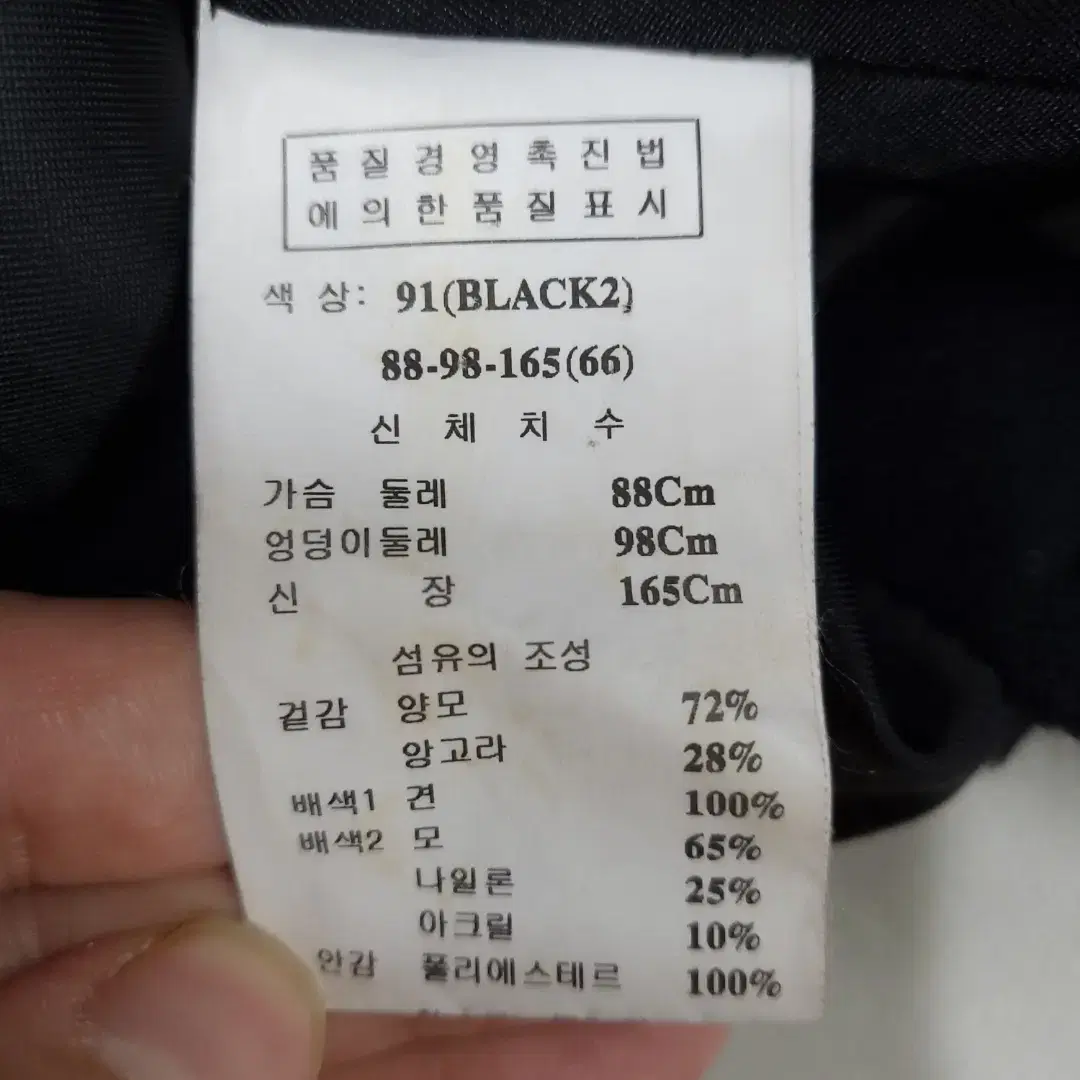 품질경영촉진법
에의한품질표시
색 상: 91(BLACK2)
88-98-165(66)
신 체 치 수
가슴 둘레 88Cm
엉덩이둘레 98Cm
신 장 165Cm
섬유의 조성
겉감 양모 72%
앙고라 28%
배색1 견 100%
배색2 모 65%
나일론 25%
아크릴 10%
안감 폴리에스테르 100%